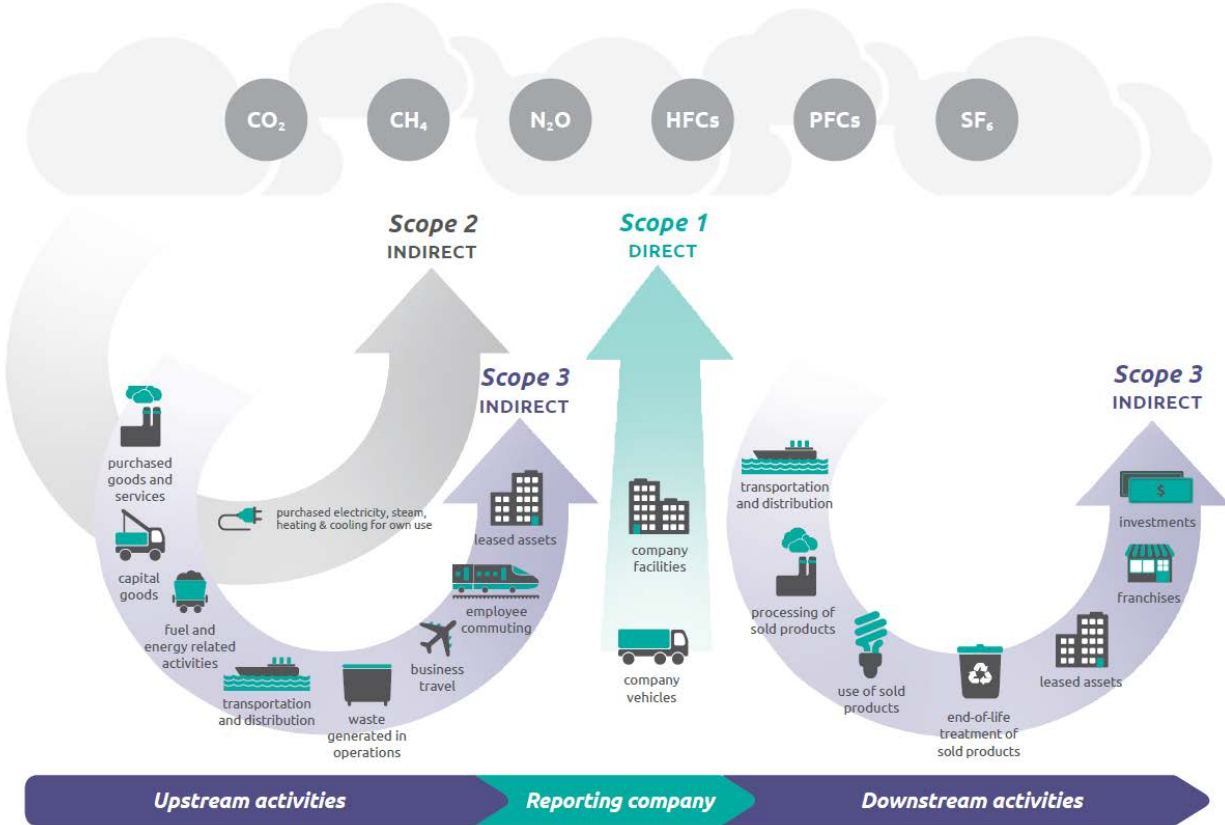 CO₂
CH₄
N₂O
HFCs
PFCs
SF₆
Scope 2
INDIRECT
Scope 1
DIRECT
Scope 3
INDIRECT
Scope 3
INDIRECT
purchased
goods and
services
capital
goods
fuel and
energy related
activities
transportation
and distribution
waste
generated in
operations
business
travel
employee
commuting
leased assets
purchased electricity, steam,
heating & cooling for own use
company
facilities
company
vehicles
transportation
and distribution
processing of
sold products
use of sold
products
end-of-life
treatment of
sold products
leased assets
franchises
$
investments
Upstream activities
Reporting company
Downstream activities